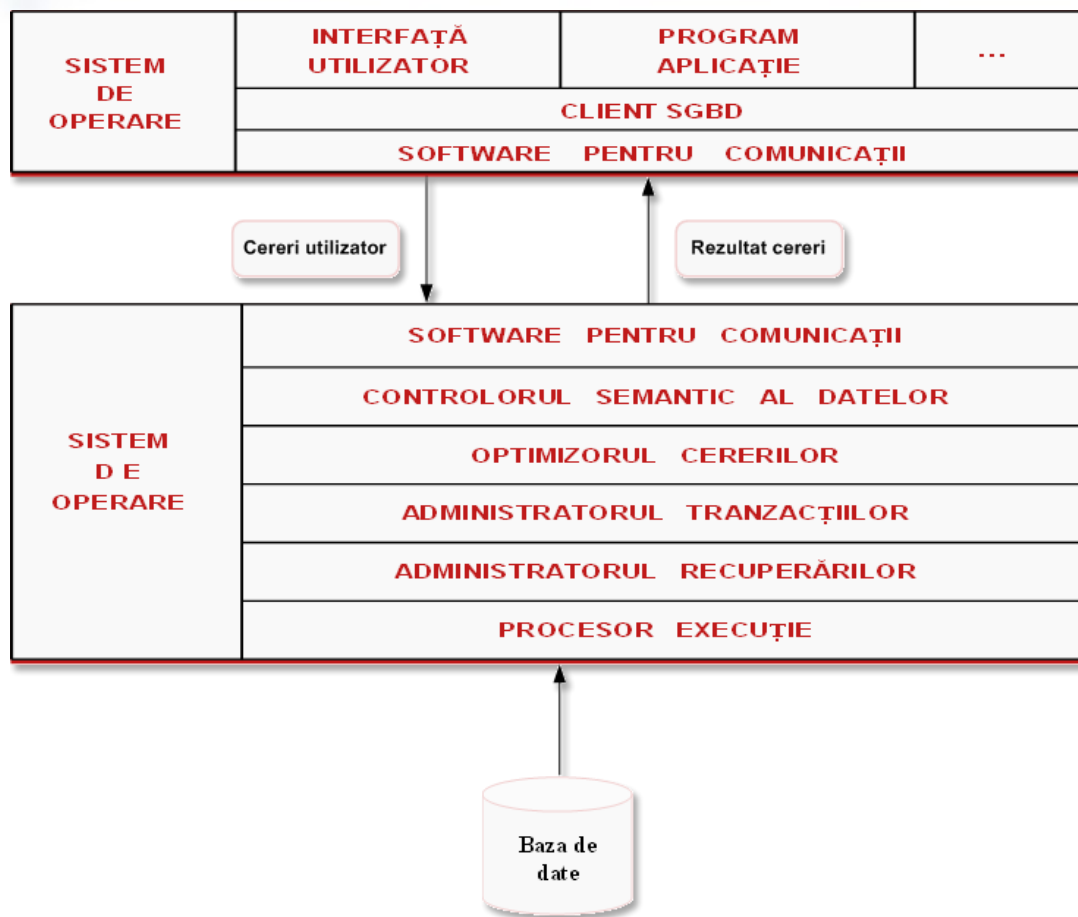 SISTEM
DE
OPERARE
INTERFAȚĂ
UTILIZATOR
PROGRAM
APLICAȚIE
...
CLIENT SGBD
SOFTWARE PENTRU COMUNICAȚII
Cereri utilizator
Rezultat cereri
SISTEM
D E
OPERARE
SOFTWARE PENTRU COMUNICAȚII
CONTROLORUL SEMANTIC AL DATELOR
OPTIMIZORUL CERERILOR
ADMINISTRATORUL TRANZACȚIILOR
ADMINISTRATORUL RECUPERĂRILOR
PROCESOR EXECUȚIE
Baza de
date